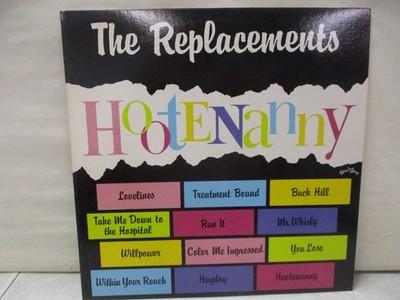 The Replacements
Hootenanny
Lovelines
Treatment Bound
Buck Hill
Take Me Down to
the Hospital
Run It
Mr. Whirly
Willpower
Color Me Impressed
You Lose
Within Your Reach
Hayday
Hootenanny